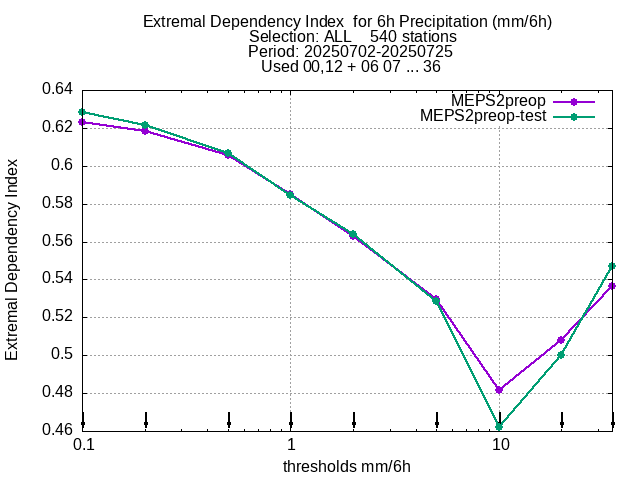 Extremal Dependency Index  for 6h Precipitation (mm/6h)
Selection: ALL    540 stations
Period: 20250702-20250725
Used 00,12 + 06 07 ... 36
MEPS2preop
MEPS2preop-test
Extremal Dependency Index
0.64
0.62
0.6
0.58
0.56
0.54
0.52
0.5
0.48
0.46
0.1
1
10
thresholds mm/6h